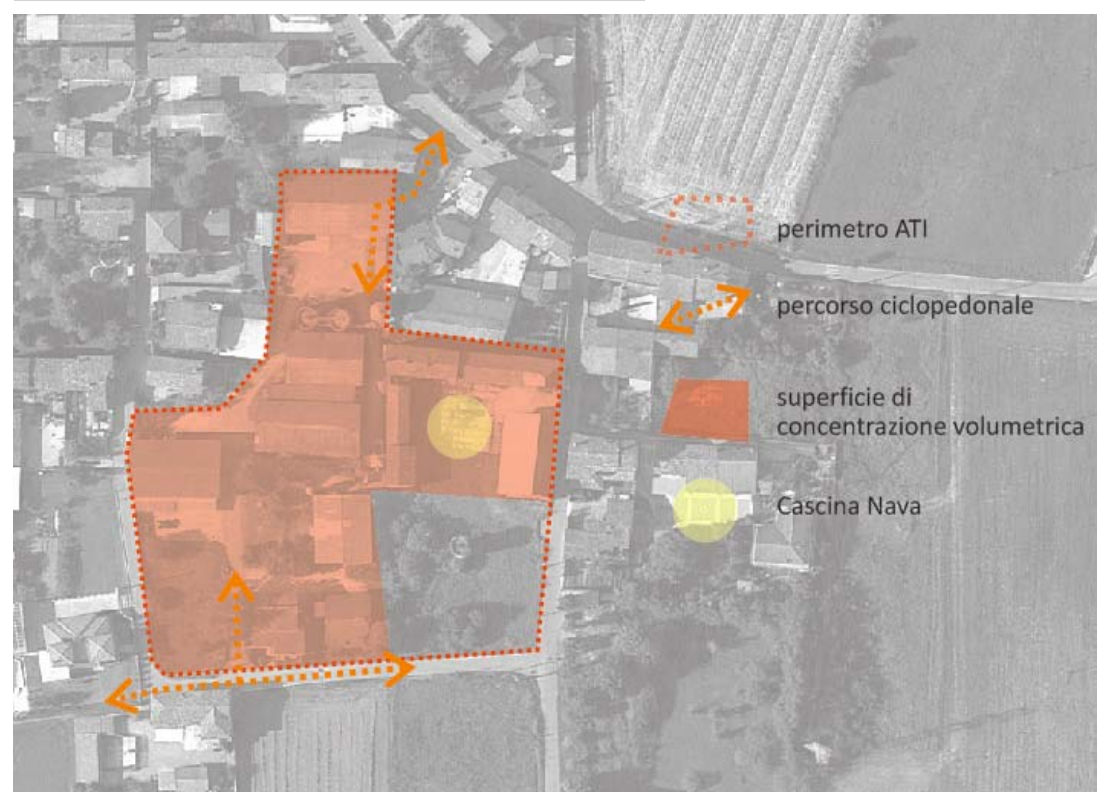 perimetro ATI
percorso ciclopedonale
superficie di
concentrazione volumetrica
Cascina Nava